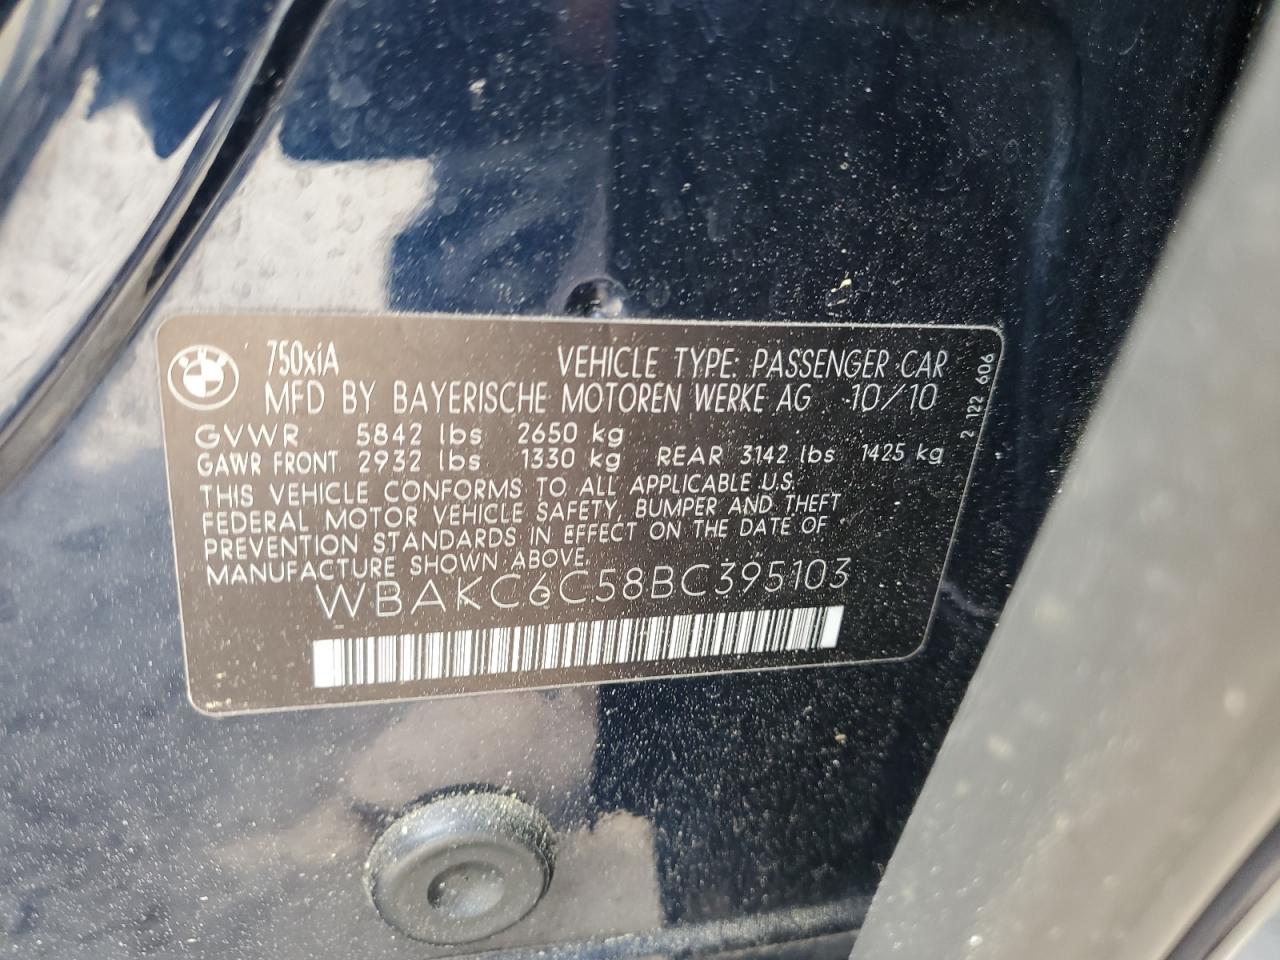 750xiA VEHICLE TYPE: PASSENGER CAR
MFD BY BAYERISCHE MOTOREN WERKE AG 10/10
GVWR 5842 lbs 2650 kg
GAWR FRONT 2932 lbs 1330 kg REAR 3142 lbs 1425 kg
THIS VEHICLE CONFORMS TO ALL APPLICABLE U.S.
FEDERAL MOTOR VEHICLE SAFETY, BUMPER AND THEFT
PREVENTION STANDARDS IN EFFECT ON THE DATE OF
MANUFACTURE SHOWN ABOVE.
WBAKC6C58BC395103
2 122 606